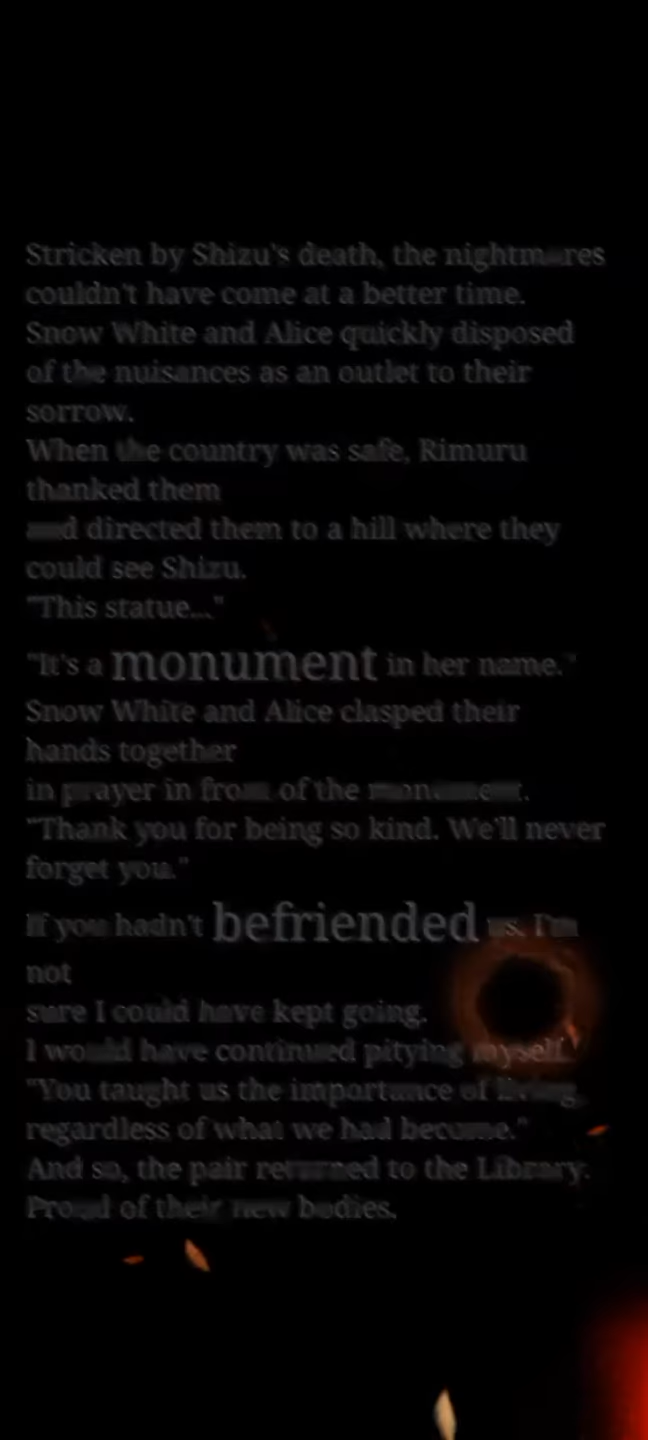 Stricken by Shizu's death, the nightmares
couldn't have come at a better time.
Snow White and Alice quickly disposed
of the nuisances as an outlet to their
sorrow.
When the country was safe, Rimuru
thanked them
and directed them to a hill where they
could see Shizu.
"This statue..."
"It's a monument in her name."
Snow White and Alice clasped their
hands together
in prayer in front of the monument.
"Thank you for being so kind. We'll never
forget you."
If you hadn't befriended us, I'm
not
sure I could have kept going.
I would have continued pitying myself.
"You taught us the importance of living,
regardless of what we had become."
And so, the pair returned to the Library.
Proud of their new bodies.